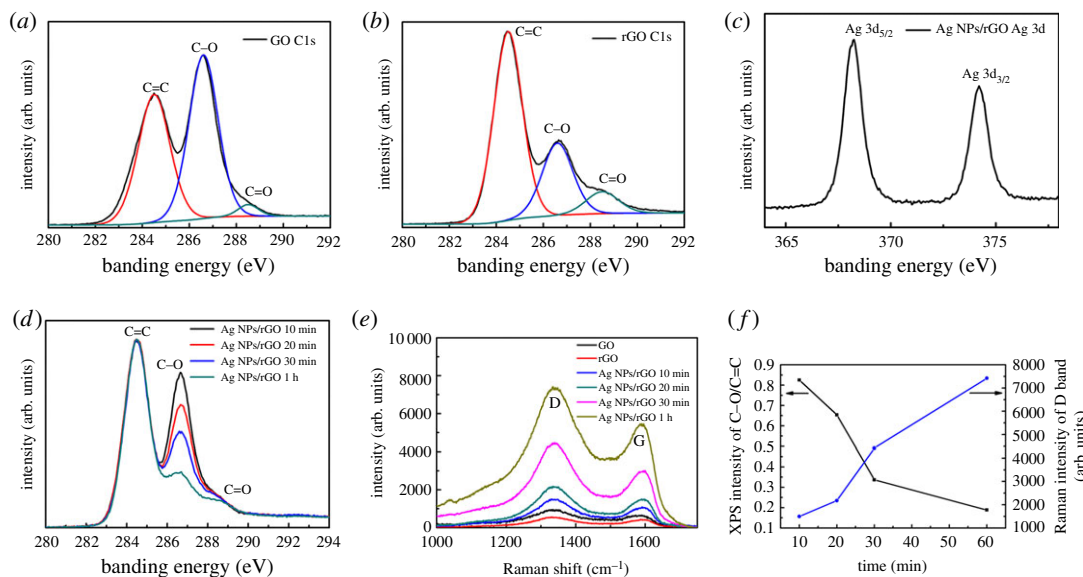 (a)
GO C1s
C=C
C–O
C=O
intensity (arb. units)
280 282 284 286 288 290 292
banding energy (eV)
(b)
rGO C1s
C=C
C–O
C=O
intensity (arb. units)
280 282 284 286 288 290 292
banding energy (eV)
(c)
Ag 3d5/2
Ag NPs/rGO Ag 3d
Ag 3d3/2
intensity (arb. units)
365 370 375
banding energy (eV)
(d)
C=C
C–O
C=O
Ag NPs/rGO 10 min
Ag NPs/rGO 20 min
Ag NPs/rGO 30 min
Ag NPs/rGO 1 h
intensity (arb. units)
280 282 284 286 288 290 292 294
banding energy (eV)
(e)
10 000
8000
6000
4000
2000
0
intensity (arb. units)
GO
rGO
Ag NPs/rGO 10 min
Ag NPs/rGO 20 min
Ag NPs/rGO 30 min
Ag NPs/rGO 1 h
D
G
1000 1200 1400 1600
Raman shift (cm–1)
(f)
XPS intensity of C–O/C=C
0.9
0.8
0.7
0.6
0.5
0.4
0.3
0.2
0.1
8000
7000
6000
5000
4000
3000
2000
1000
Raman intensity of D band
(arb. units)
0 10 20 30 40 50 60
time (min)